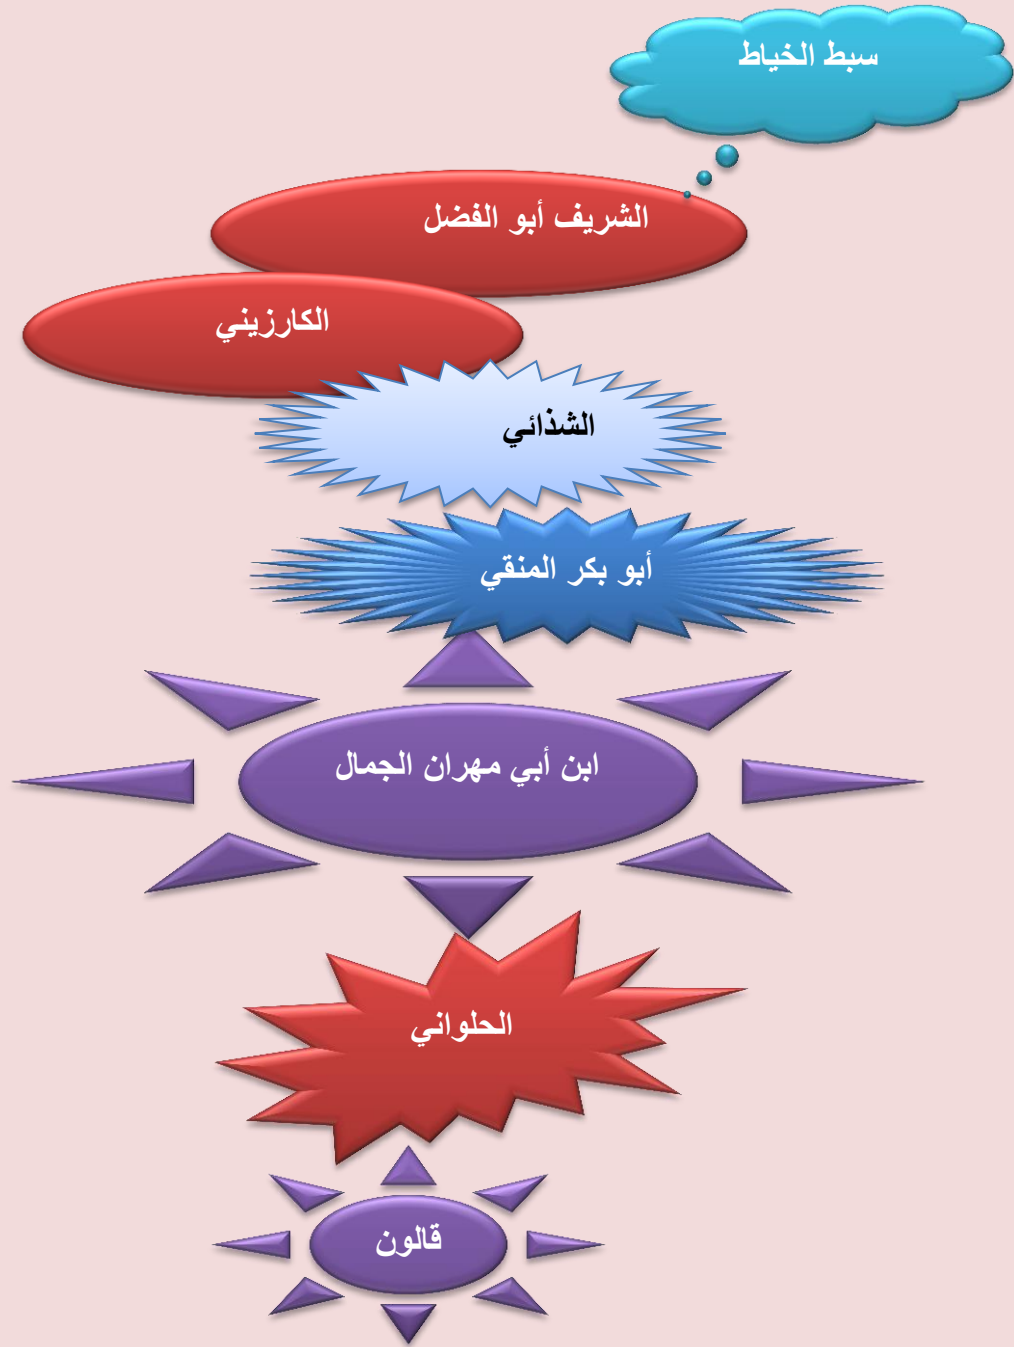 سبط الخياط
الشريف أبو الفضل
الكارزيني
الشذائي
أبو بكر المنقي
ابن أبي مهران الجمال
الحلواني
قالون